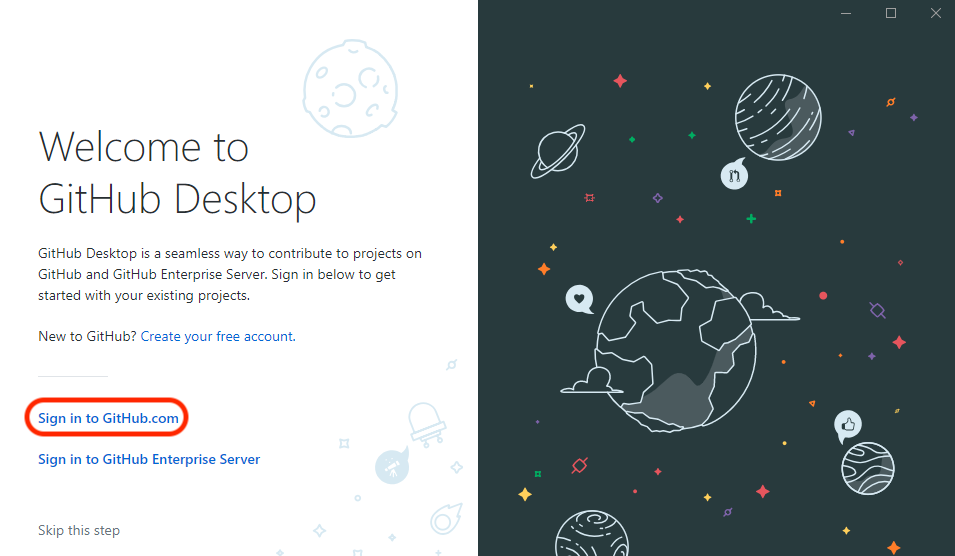 Welcome to
GitHub Desktop
GitHub Desktop is a seamless way to contribute to projects on
GitHub and GitHub Enterprise Server. Sign in below to get
started with your existing projects.
New to GitHub? Create your free account.
Sign in to GitHub.com
Sign in to GitHub Enterprise Server
Skip this step